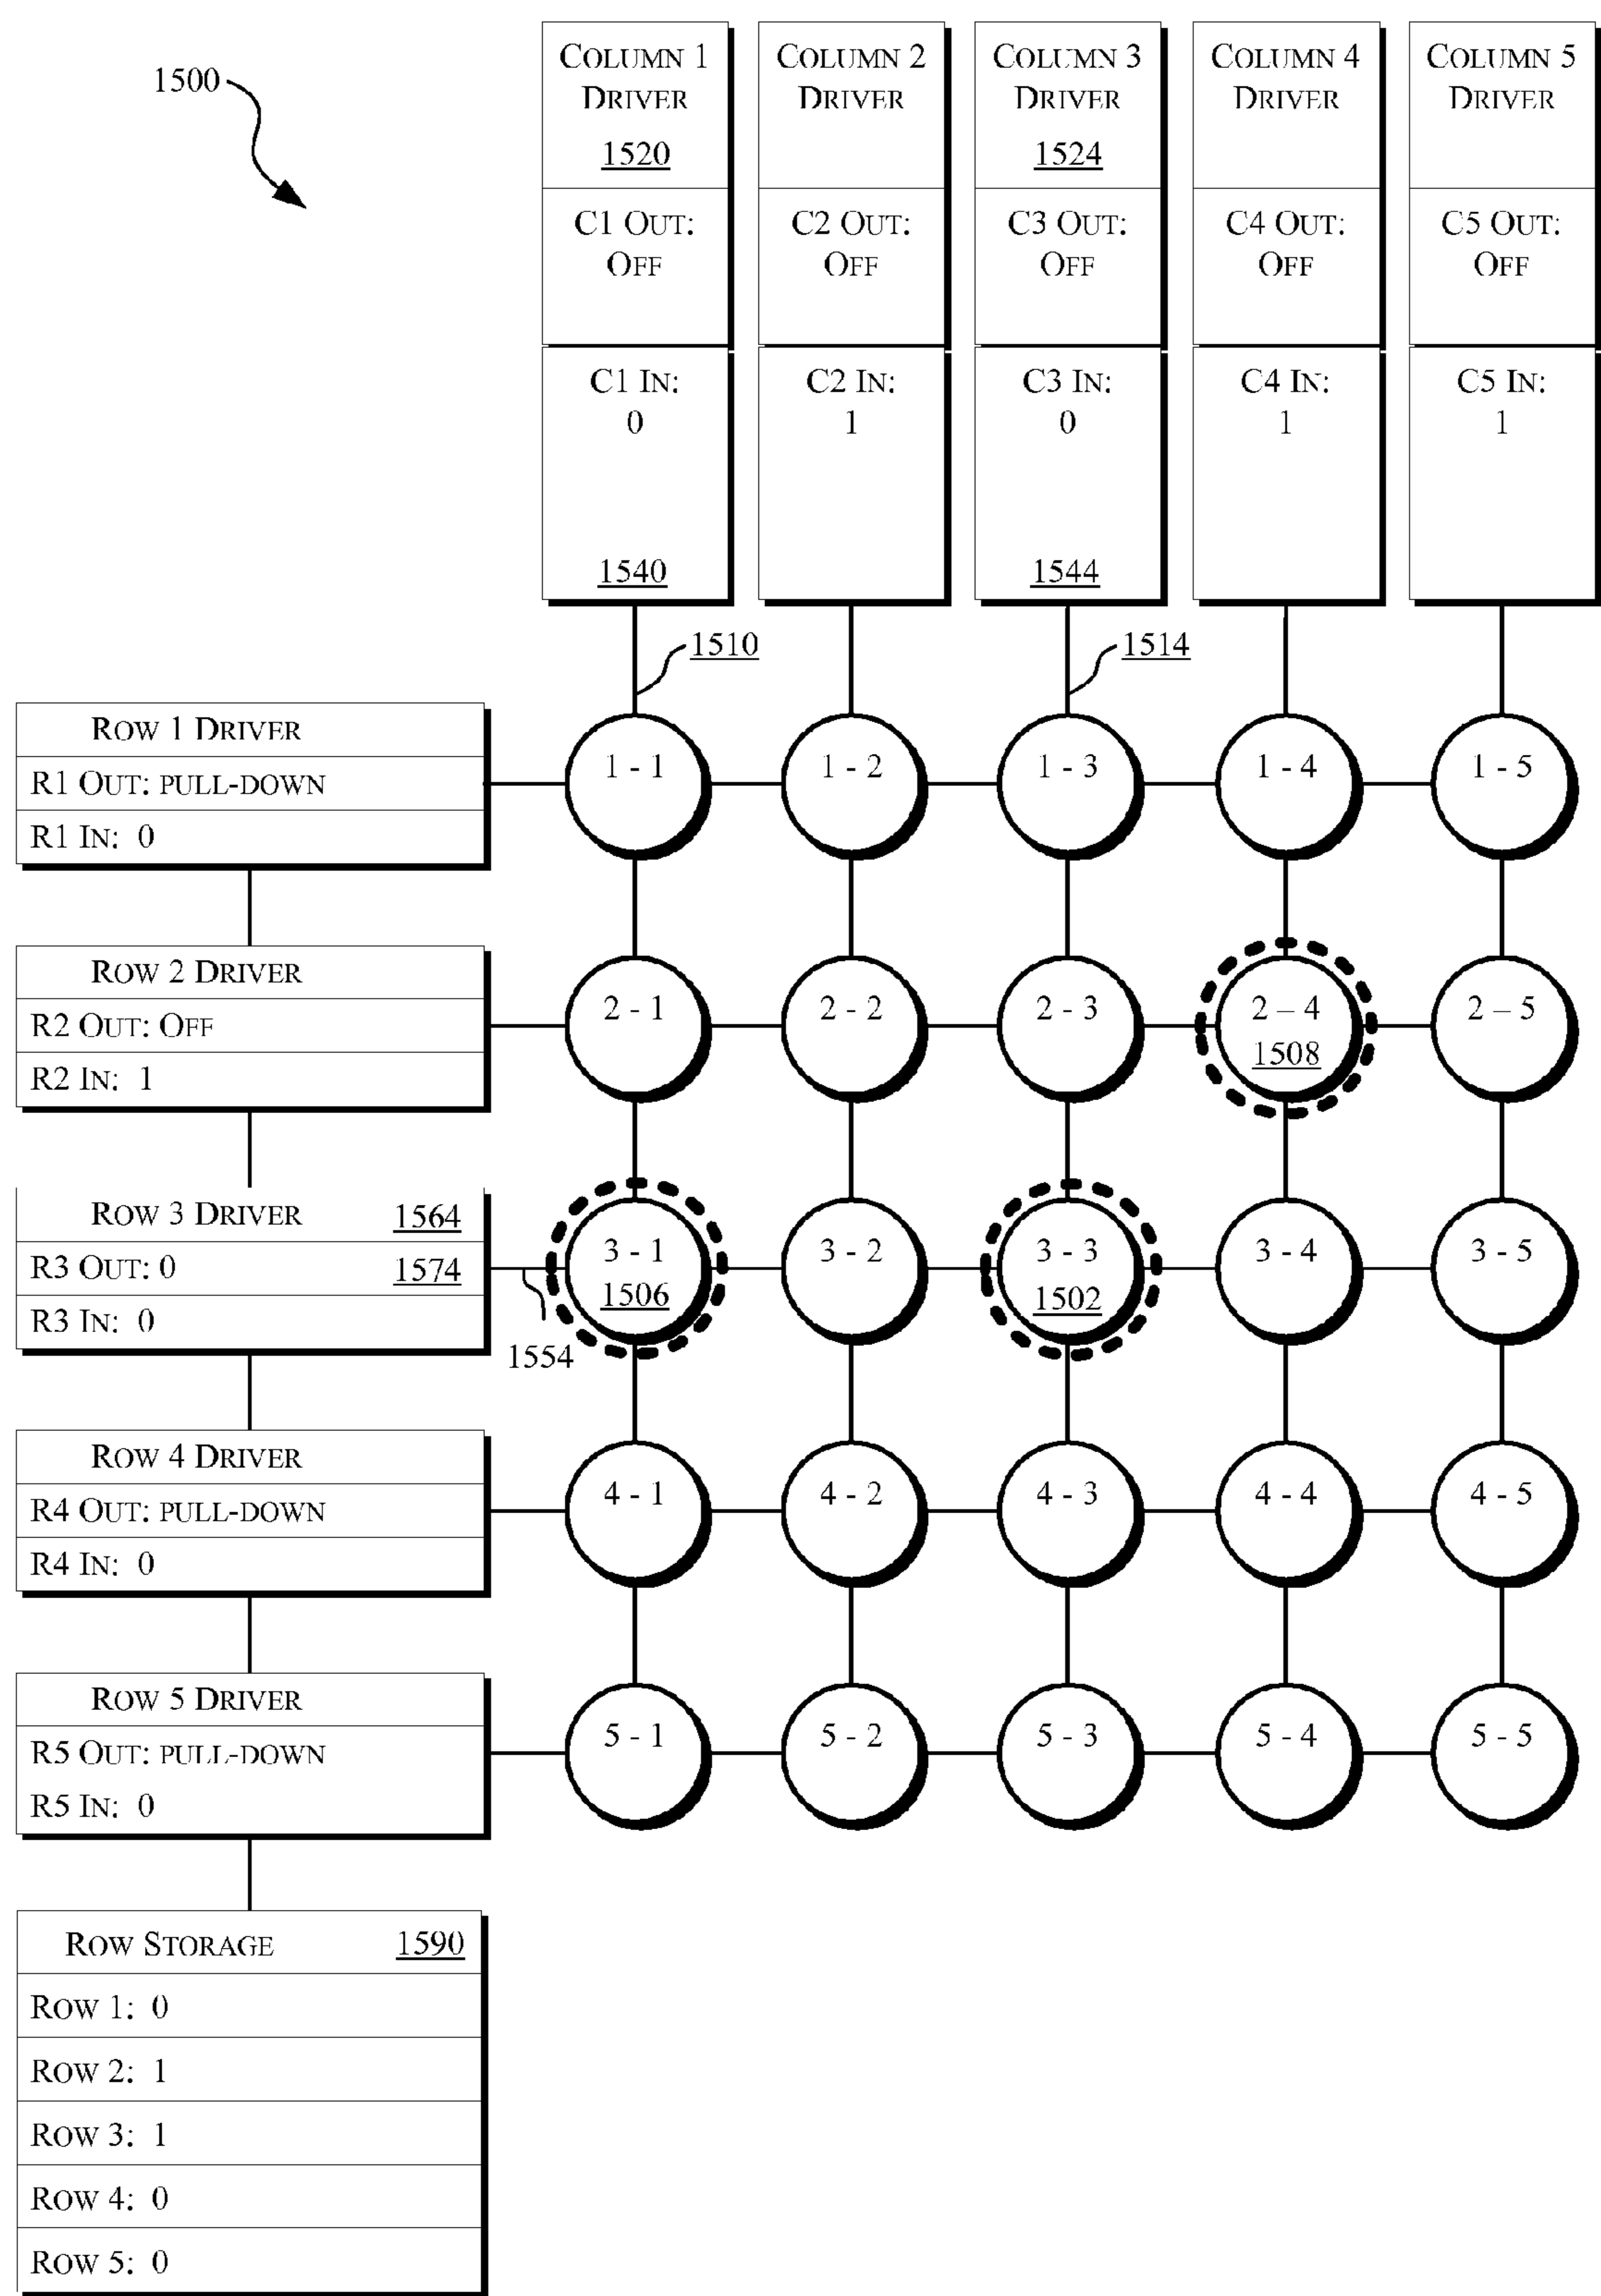 1500
COLUMN 1
DRIVER
1520
C1 OUT:
OFF
C1 IN:
0
1540
COLUMN 2
DRIVER
C2 OUT:
OFF
C2 IN:
1
COLUMN 3
DRIVER
1524
C3 OUT:
OFF
C3 IN:
0
1544
COLUMN 4
DRIVER
C4 OUT:
OFF
C4 IN:
1
COLUMN 5
DRIVER
C5 OUT:
OFF
C5 IN:
1
1510
1514
ROW 1 DRIVER
R1 OUT: PULL-DOWN
R1 IN: 0
1 - 1
1 - 2
1 - 3
1 - 4
1 - 5
ROW 2 DRIVER
R2 OUT: OFF
R2 IN: 1
2 - 1
2 - 2
2 - 3
2 – 4
1508
2 – 5
ROW 3 DRIVER 1564
R3 OUT: 0 1574
R3 IN: 0
1554
3 - 1
1506
3 - 2
3 - 3
1502
3 - 4
3 - 5
ROW 4 DRIVER
R4 OUT: PULL-DOWN
R4 IN: 0
4 - 1
4 - 2
4 - 3
4 - 4
4 - 5
ROW 5 DRIVER
R5 OUT: PULL-DOWN
R5 IN: 0
5 - 1
5 - 2
5 - 3
5 - 4
5 - 5
ROW STORAGE 1590
ROW 1: 0
ROW 2: 1
ROW 3: 1
ROW 4: 0
ROW 5: 0